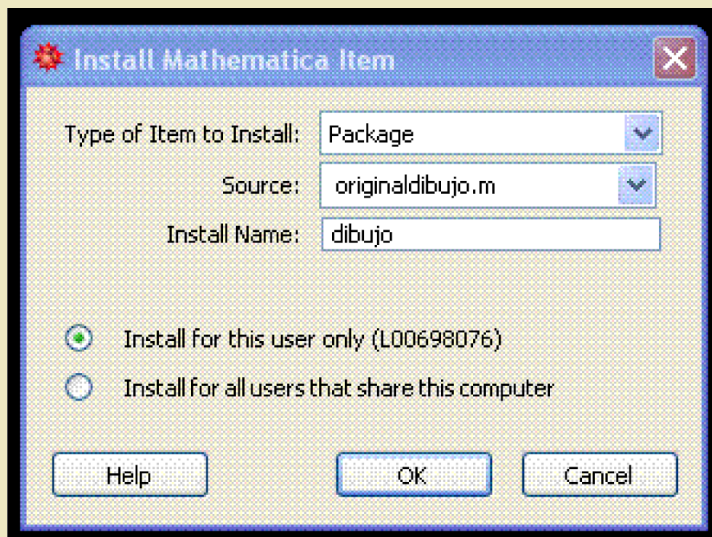 Install Mathematica Item
Type of Item to Install: Package
Source: originaldibujo.m
Install Name: dibujo
Install for this user only (L00698076)
Install for all users that share this computer
Help OK Cancel